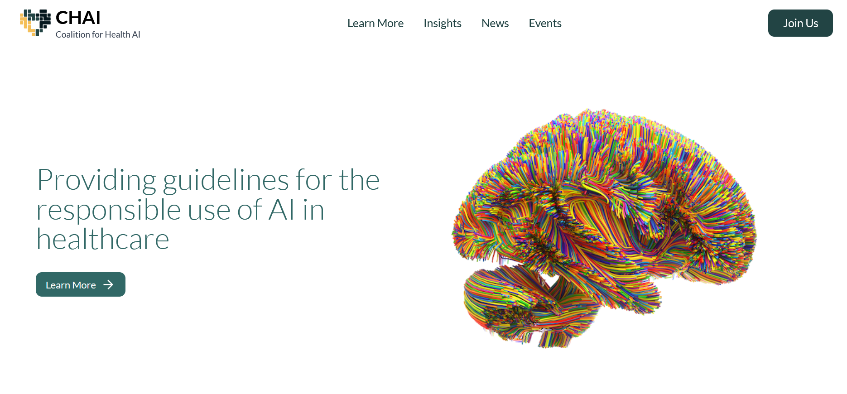 CHAI
Coalition for Health AI
Learn More
Insights
News
Events
Join Us
Providing guidelines for the
responsible use of AI in
healthcare
Learn More →